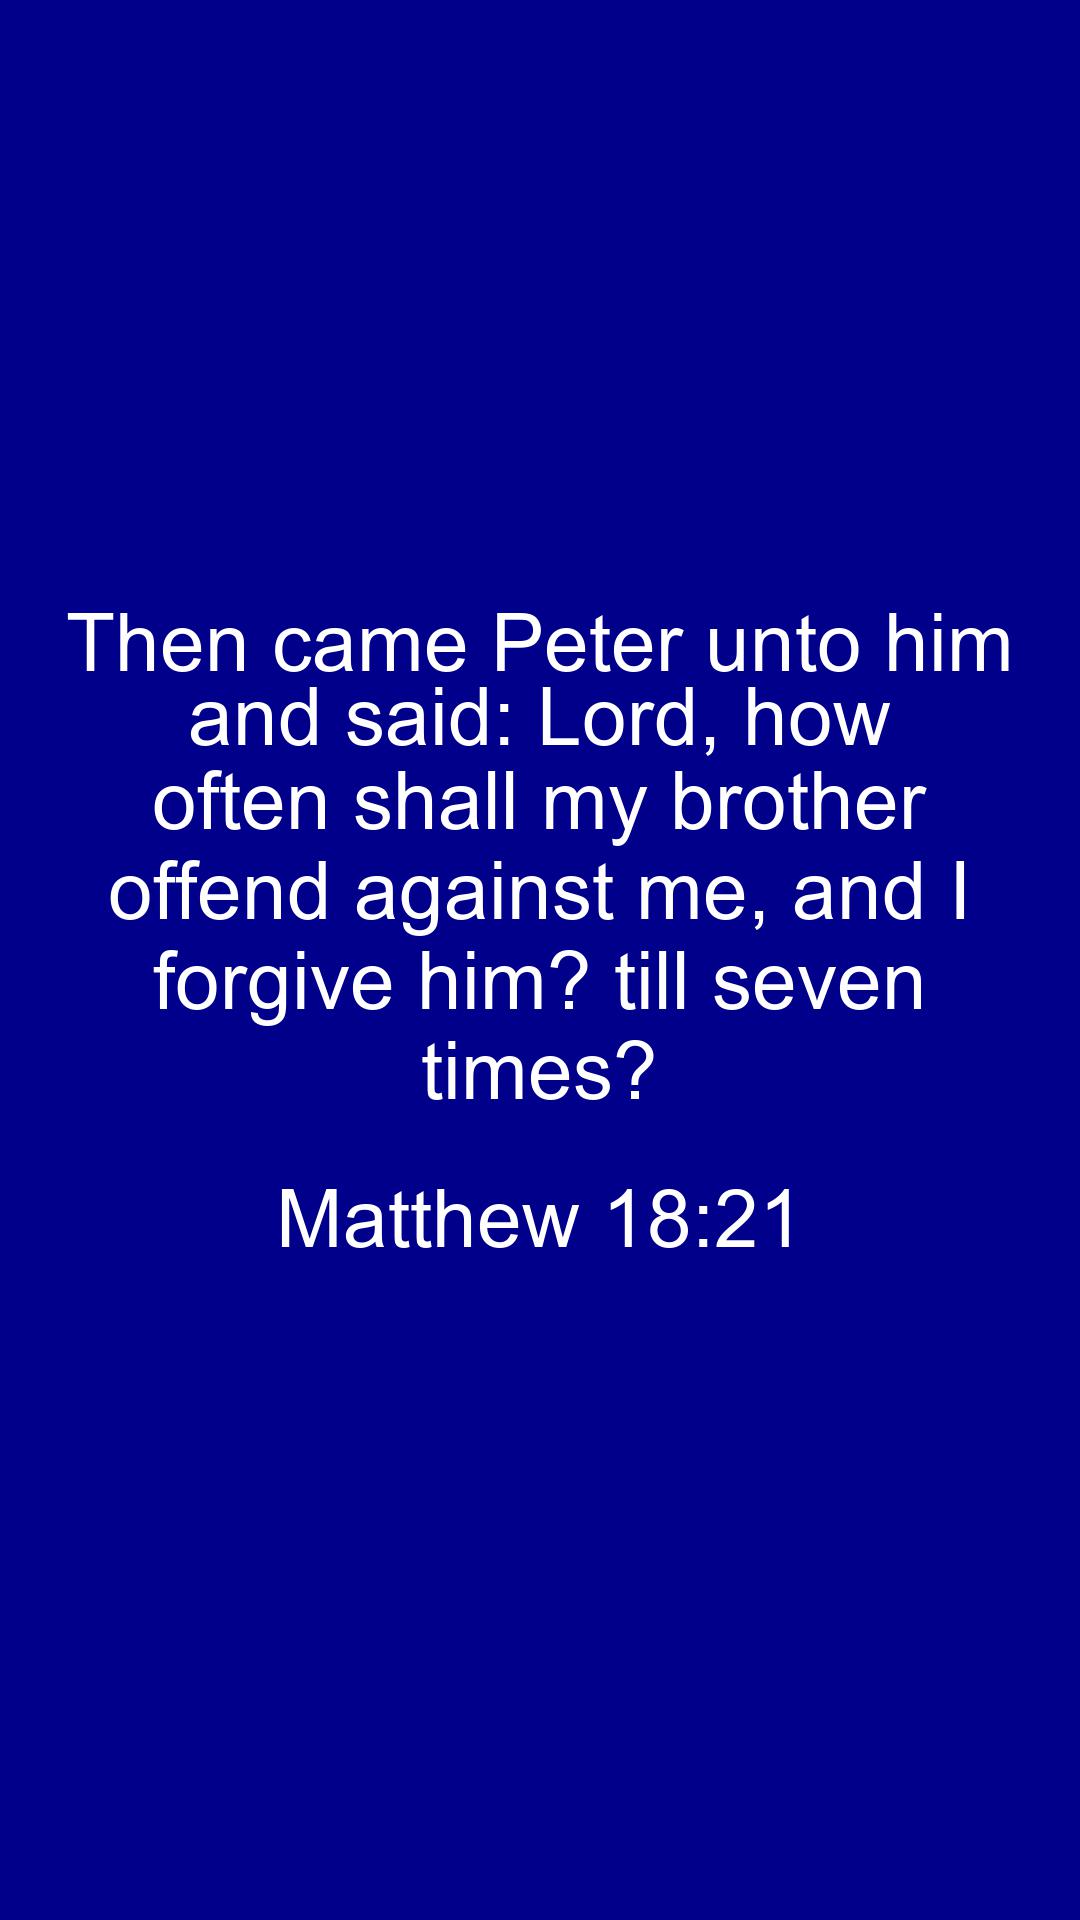 Then came Peter unto him
and said: Lord, how
often shall my brother
offend against me, and I
forgive him? till seven
times?
Matthew 18:21